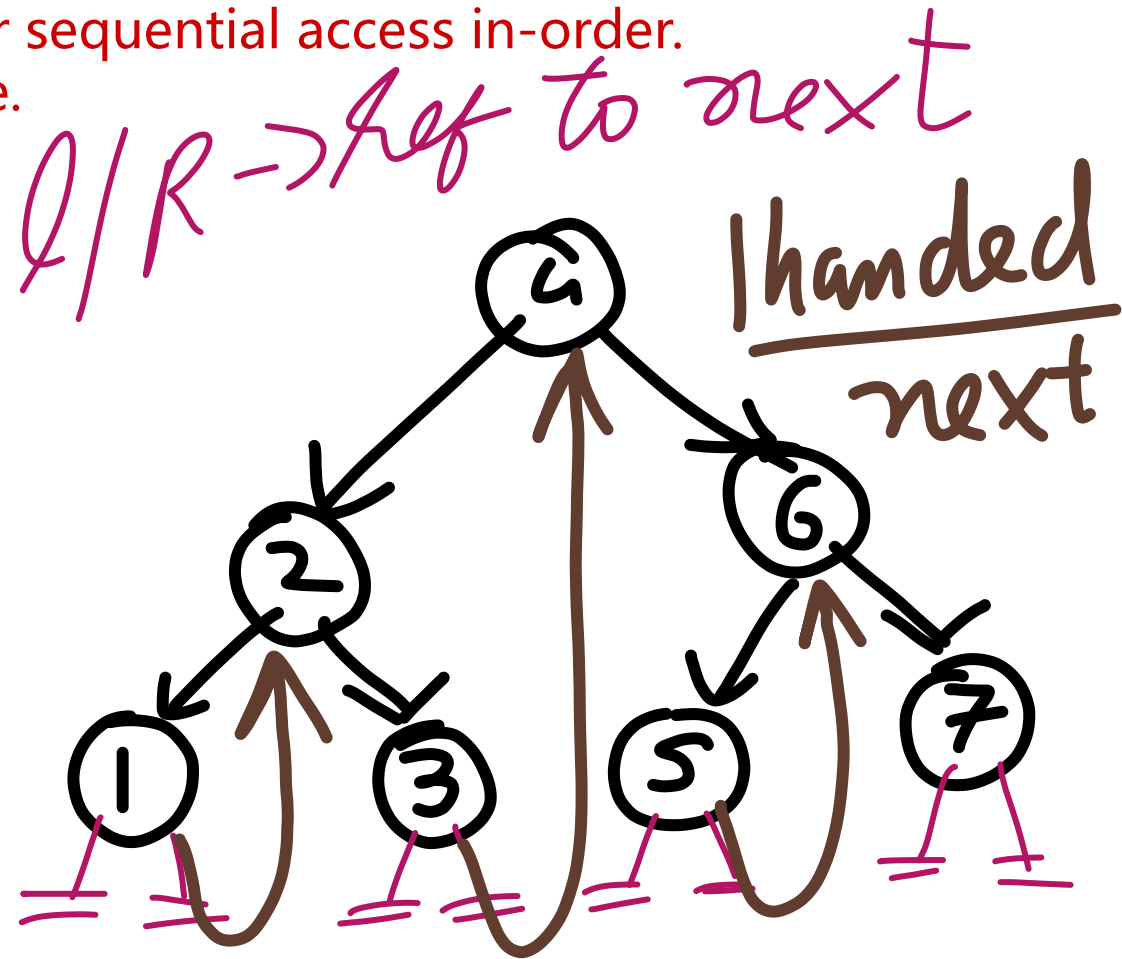 r sequential access in-order.
e.
l/R -> Ref to next
1handed
next
4
6
2
1
3
5
7